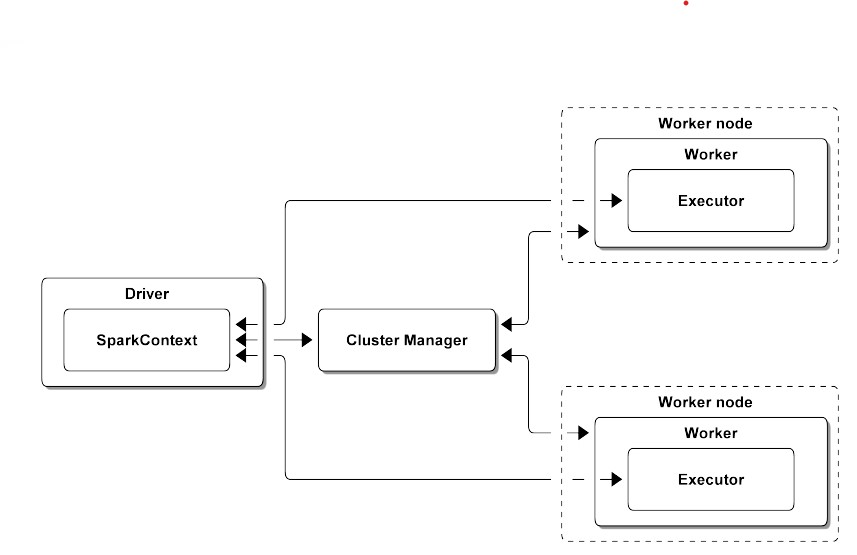 Worker node
Worker
Executor
Driver
SparkContext
Cluster Manager
Worker node
Worker
Executor